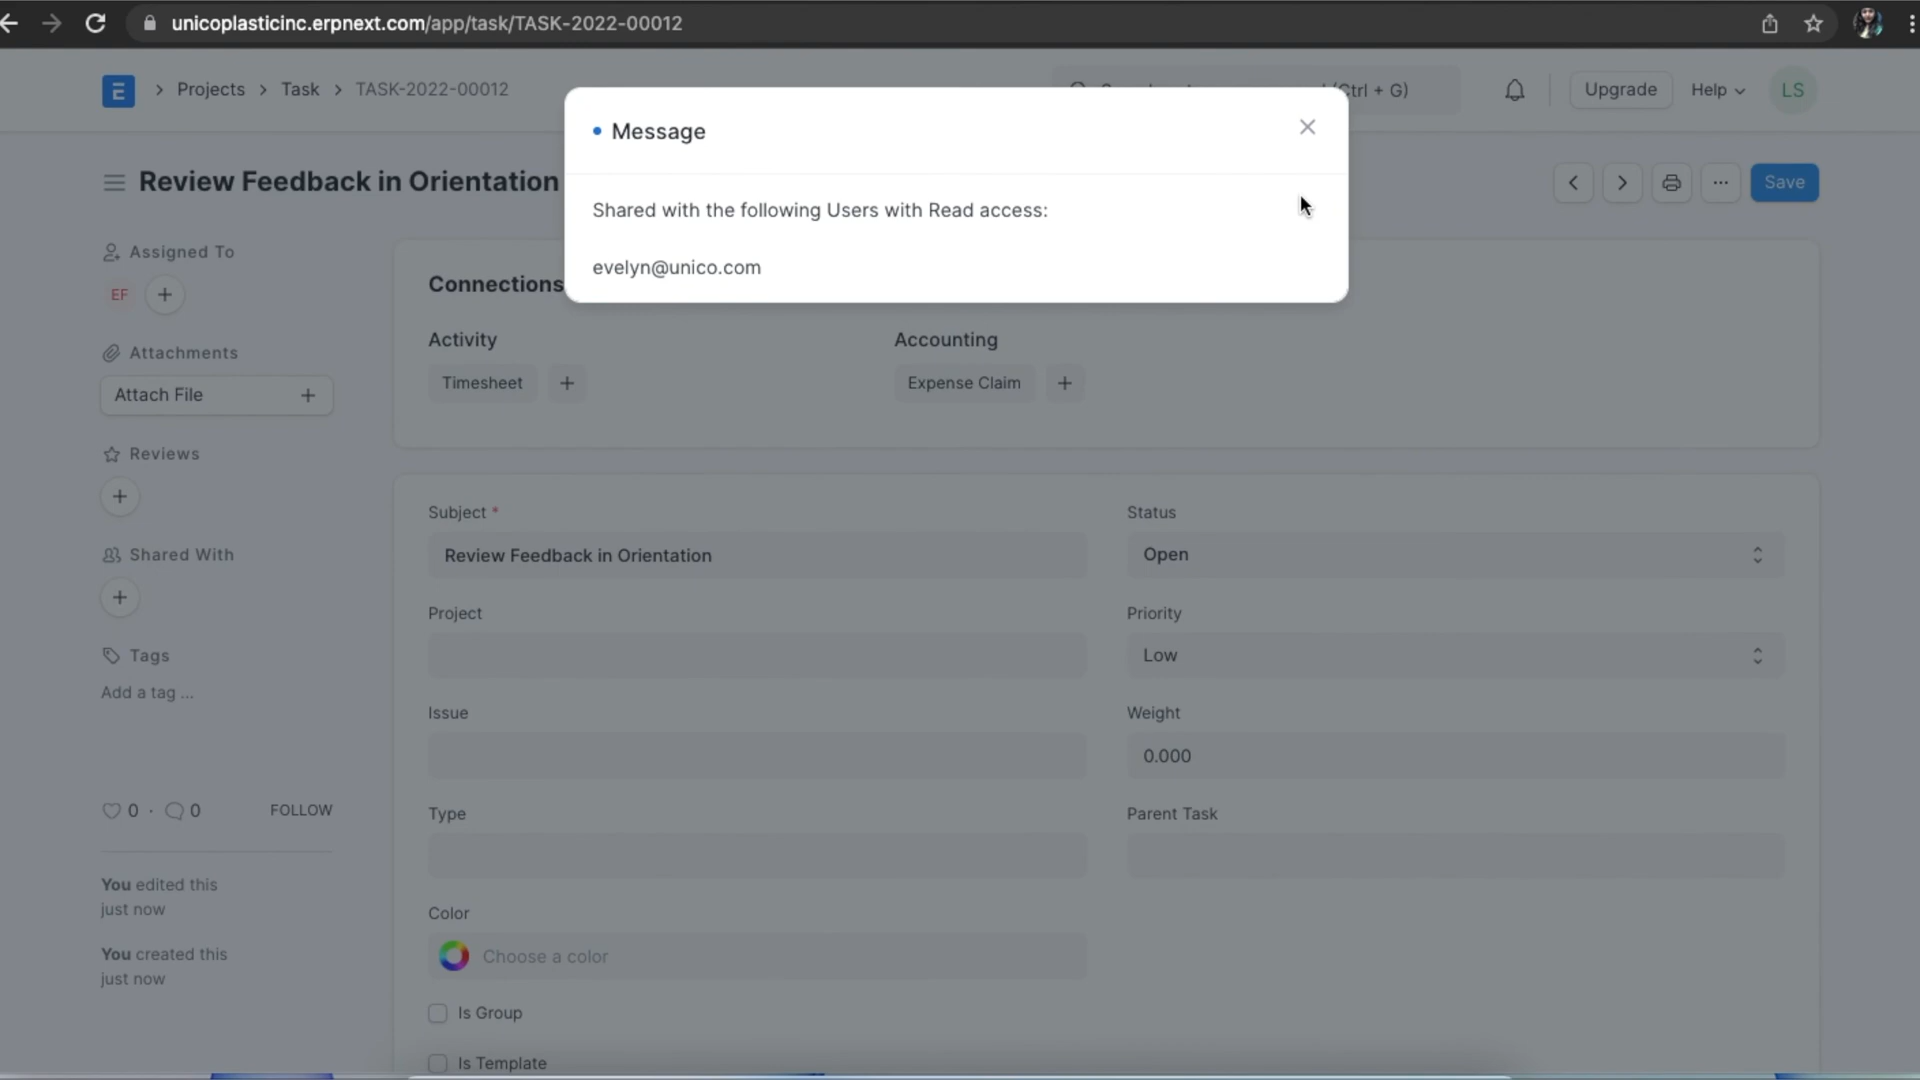 unicoplasticinc.erpnext.com/app/task/TASK-2022-00012
E Projects Task TASK-2022-00012
(Ctrl + G)
Upgrade Help LS
Message
Shared with the following Users with Read access:
evelyn@unico.com
Review Feedback in Orientation
Save
Assigned To
EF
Attachments
Attach File
Reviews
Shared With
Tags
Add a tag ...
0 · 0 FOLLOW
You edited this
just now
You created this
just now
Connections
Activity
Timesheet
Accounting
Expense Claim
Subject *
Review Feedback in Orientation
Project
Issue
Type
Color
Choose a color
Is Group
Is Template
Status
Open
Priority
Low
Weight
0.000
Parent Task